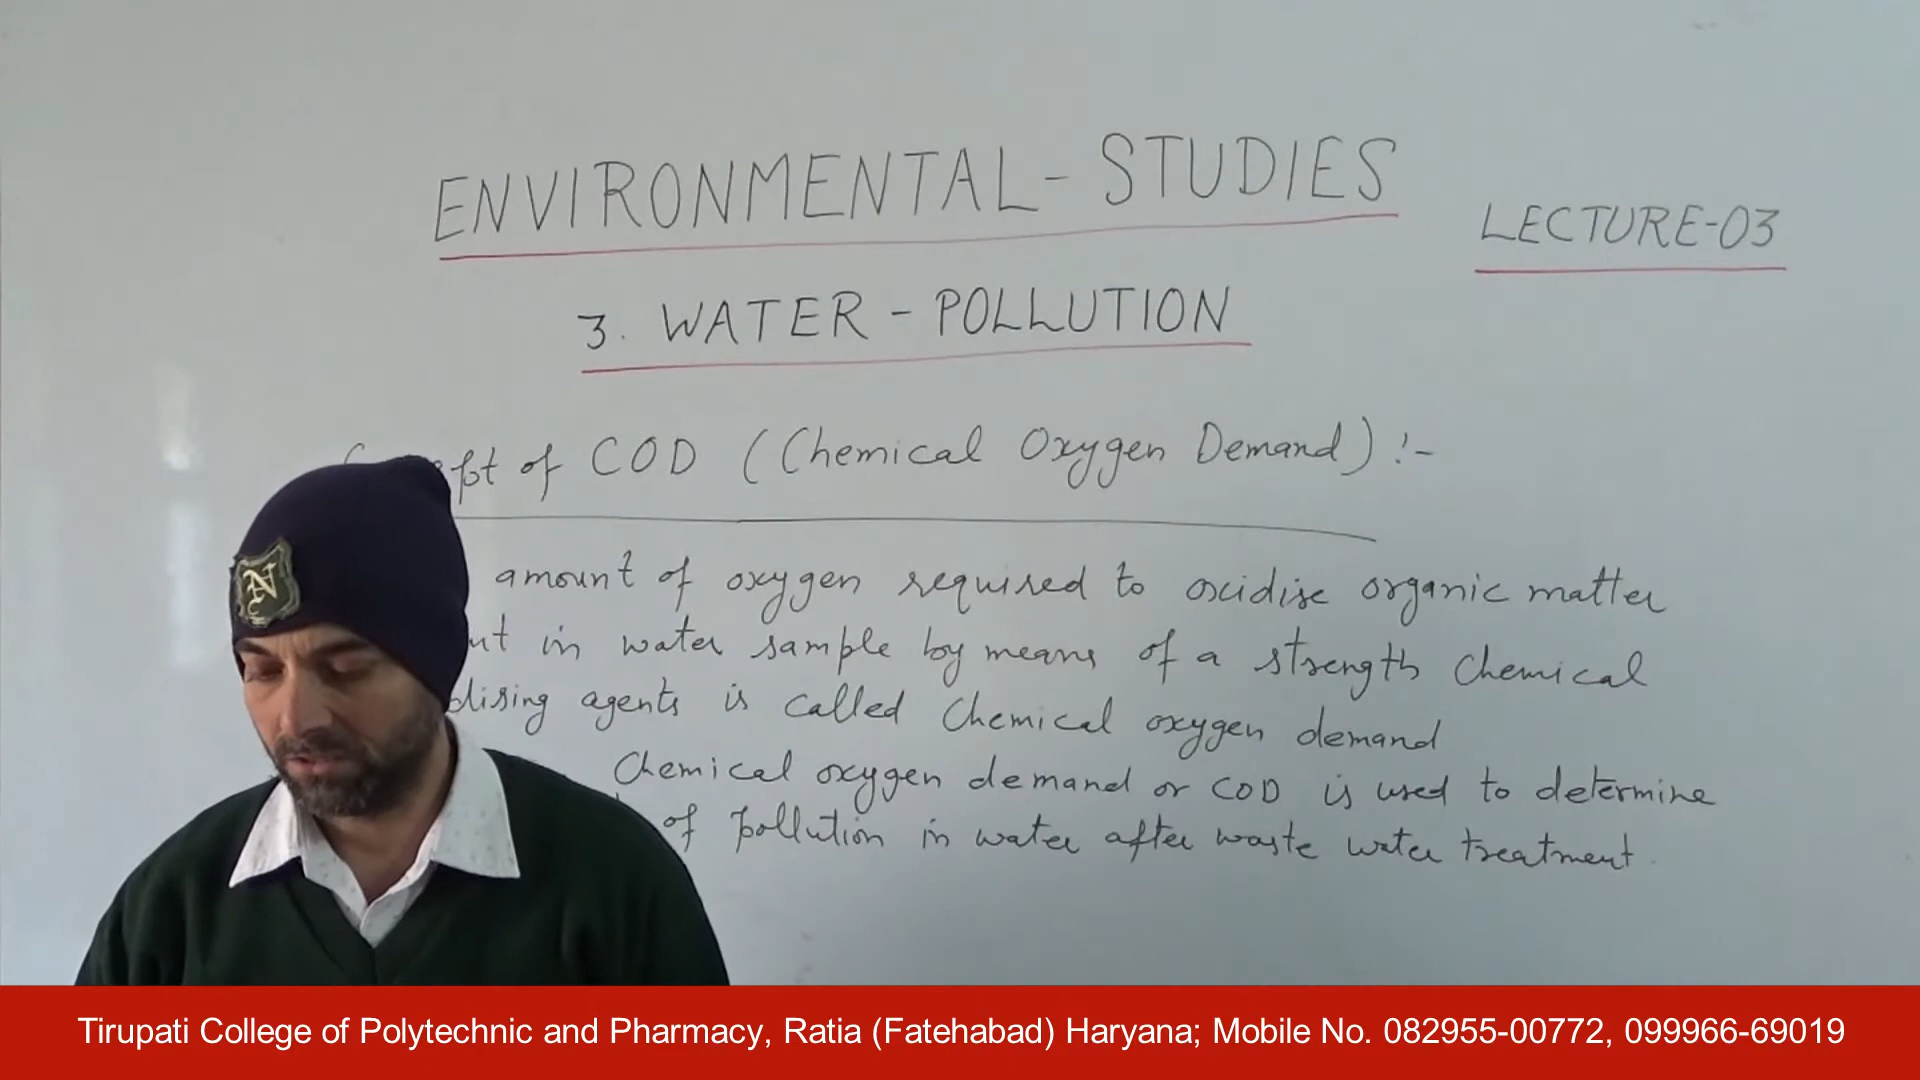 ENVIRONMENTAL - STUDIES
LECTURE-03
3. WATER - POLLUTION
of COD (Chemical Oxygen Demand) :-
amount of oxygen required to oxidise organic matter
in water sample by means of a strength chemical
agents is called Chemical oxygen demand
Chemical oxygen demand or COD is used to determine
of pollution in water after waste water treatment
N
Tirupati College of Polytechnic and Pharmacy, Ratia (Fatehabad) Haryana; Mobile No. 082955-00772, 099966-69019